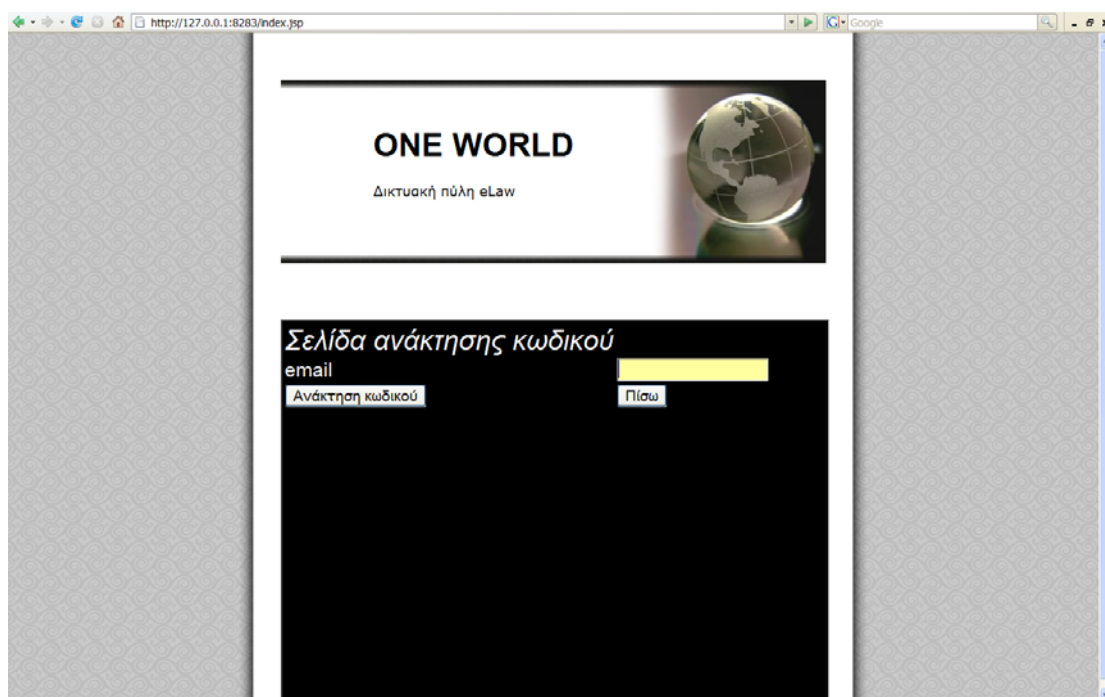 http://127.0.0.1:8283/index.jsp
Google
ONE WORLD
Δικτυακή πύλη eLaw
Σελίδα ανάκτησης κωδικού
email
Ανάκτηση κωδικού Πίσω